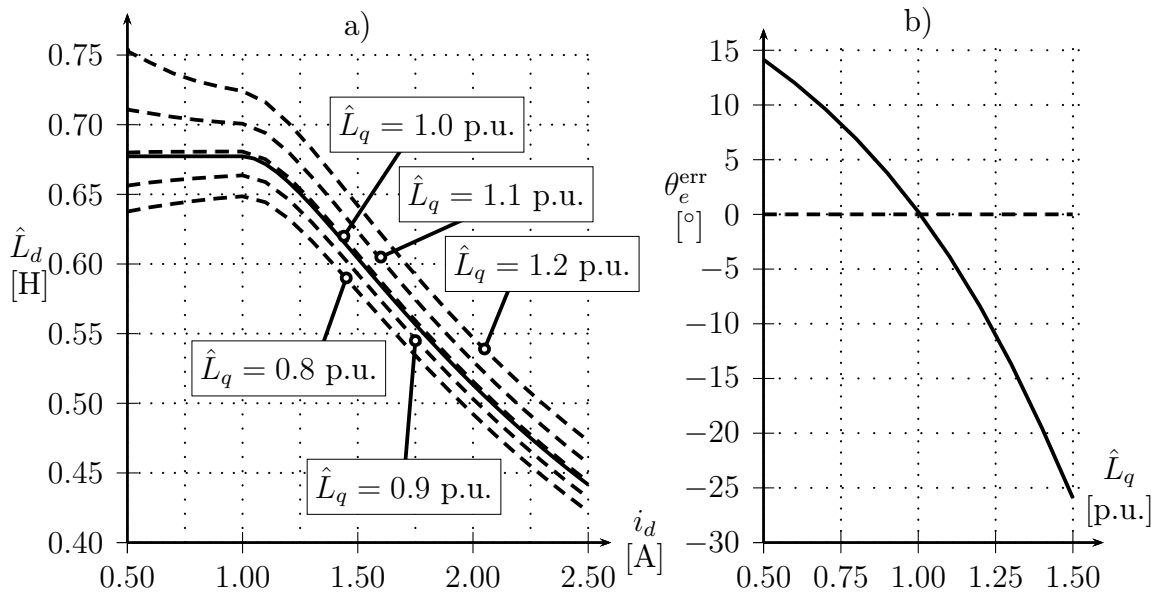 a)
0.75
0.70
0.65
0.60
0.55
0.50
0.45
0.40
L̂_d
[H]
L̂_q = 1.0 p.u.
L̂_q = 1.1 p.u.
L̂_q = 1.2 p.u.
L̂_q = 0.8 p.u.
L̂_q = 0.9 p.u.
i_d
[A]
0.50 1.00 1.50 2.00 2.50
b)
15
10
5
0
−5
−10
−15
−20
−25
−30
θ_e^err
[°]
L̂_q
[p.u.]
0.50 0.75 1.00 1.25 1.50